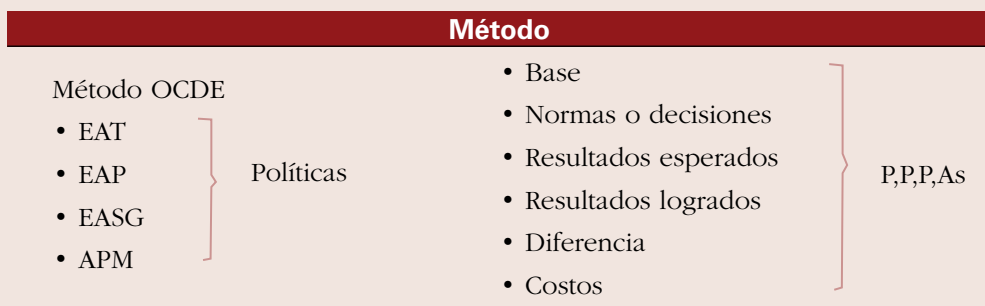 Método
Método OCDE
• EAT
• EAP
• EASG
• APM
Políticas
• Base
• Normas o decisiones
• Resultados esperados
• Resultados logrados
• Diferencia
• Costos
P,P,P,As